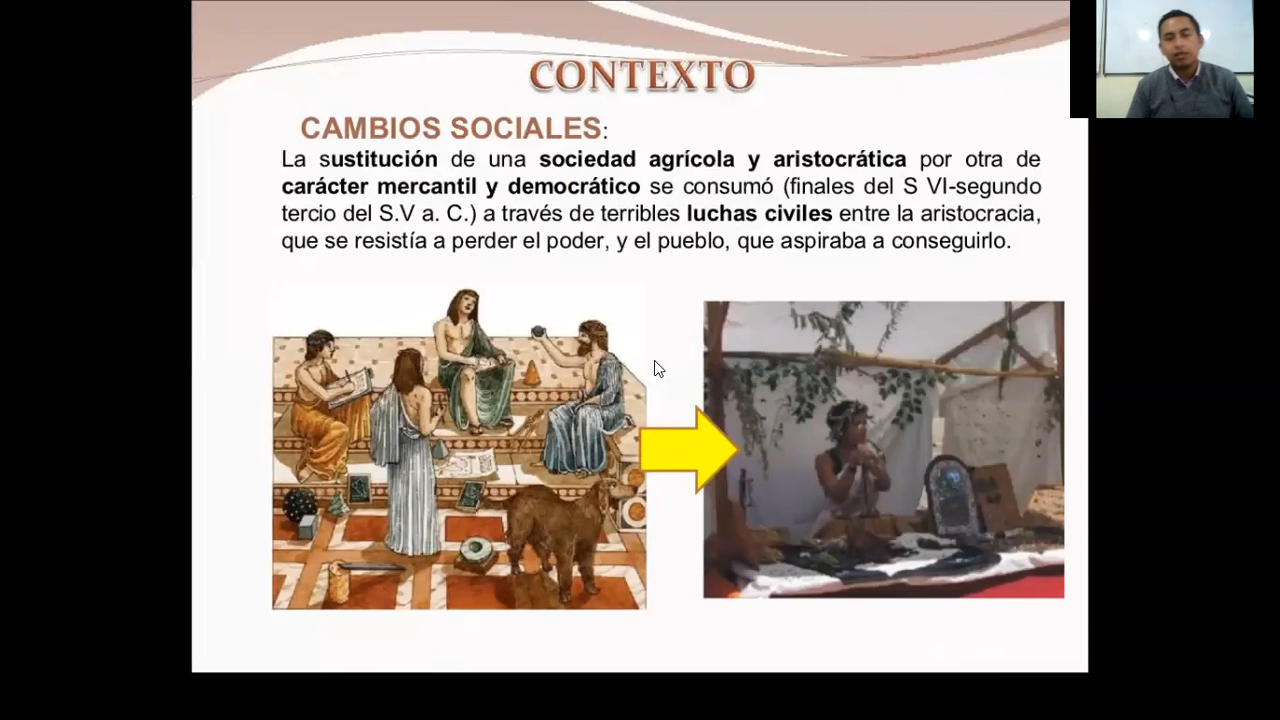 CONTEXTO
CAMBIOS SOCIALES:
La sustitución de una sociedad agrícola y aristocrática por otra de
carácter mercantil y democrático se consumó (finales del S VI-segundo
tercio del S.V a. C.) a través de terribles luchas civiles entre la aristocracia,
que se resistía a perder el poder, y el pueblo, que aspiraba a conseguirlo.